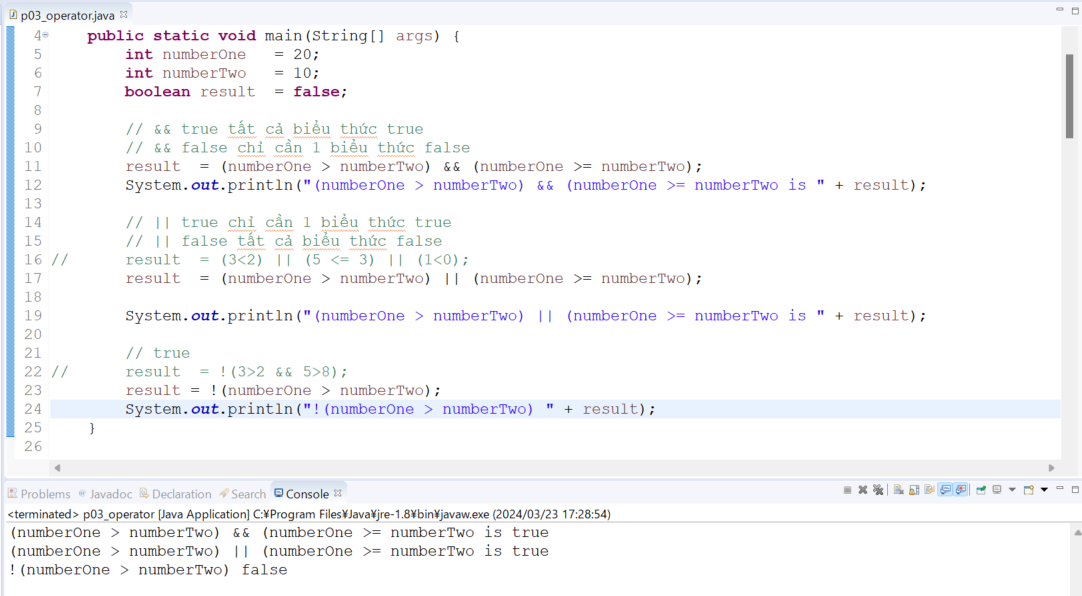 p03_operator.java
4 public static void main(String[] args) {
5 int numberOne = 20;
6 int numberTwo = 10;
7 boolean result = false;
8
9 // && true tất cả biểu thức true
10 // && false chỉ cần 1 biểu thức false
11 result = (numberOne > numberTwo) && (numberOne >= numberTwo);
12 System.out.println("(numberOne > numberTwo) && (numberOne >= numberTwo is " + result);
13
14 // || true chỉ cần 1 biểu thức true
15 // || false tất cả biểu thức false
16 // result = (3<2) || (5 <= 3) || (1<0);
17 result = (numberOne > numberTwo) || (numberOne >= numberTwo);
18
19 System.out.println("(numberOne > numberTwo) || (numberOne >= numberTwo is " + result);
20
21 // true
22 // result = !(3>2 && 5>8);
23 result = !(numberOne > numberTwo);
24 System.out.println("!(numberOne > numberTwo) " + result);
25 }
26
Problems Javadoc Declaration Search Console
<terminated> p03_operator [Java Application] C:¥Program Files¥Java¥jre-1.8¥bin¥javaw.exe (2024/03/23 17:28:54)
(numberOne > numberTwo) && (numberOne >= numberTwo is true
(numberOne > numberTwo) || (numberOne >= numberTwo is true
!(numberOne > numberTwo) false